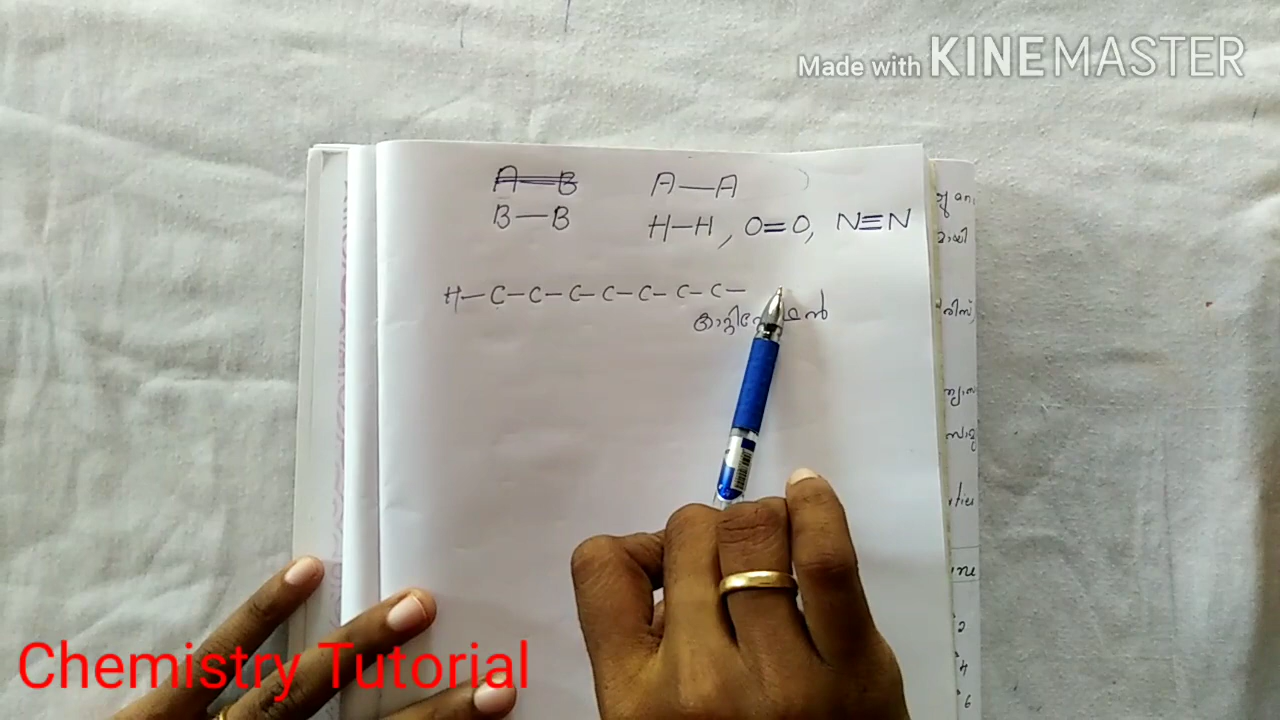 Made with KINEMASTER
A—B A—A
B—B H—H, O=O, N≡N
H—C—C—C—C—C—C—C—
Chemistry Tutorial